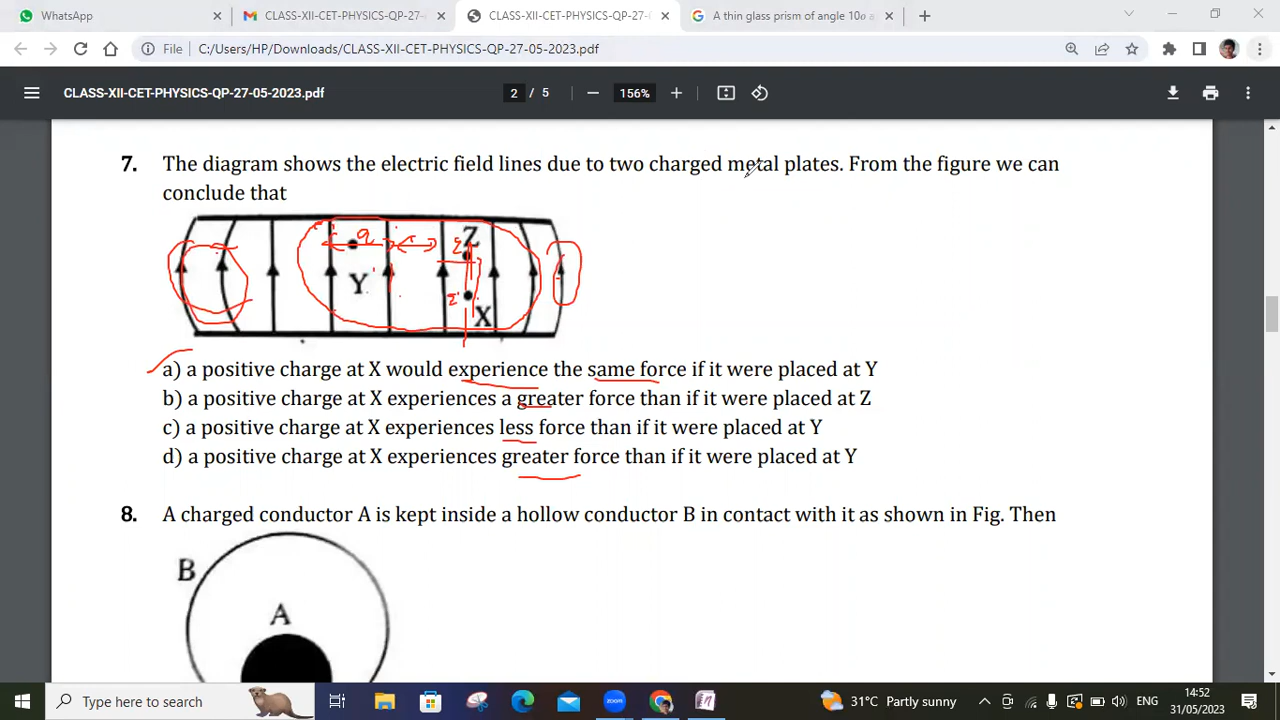 WhatsApp
CLASS-XII-CET-PHYSICS-QP-27-
CLASS-XII-CET-PHYSICS-QP-27-0
A thin glass prism of angle 10o
File
C:/Users/HP/Downloads/CLASS-XII-CET-PHYSICS-QP-27-05-2023.pdf
CLASS-XII-CET-PHYSICS-QP-27-05-2023.pdf
2 / 5
156%
7. The diagram shows the electric field lines due to two charged metal plates. From the figure we can
conclude that
q
Z
Y
X
a) a positive charge at X would experience the same force if it were placed at Y
b) a positive charge at X experiences a greater force than if it were placed at Z
c) a positive charge at X experiences less force than if it were placed at Y
d) a positive charge at X experiences greater force than if it were placed at Y
8. A charged conductor A is kept inside a hollow conductor B in contact with it as shown in Fig. Then
B
A
Type here to search
zoom
31°C Partly sunny
ENG
14:52
31/05/2023